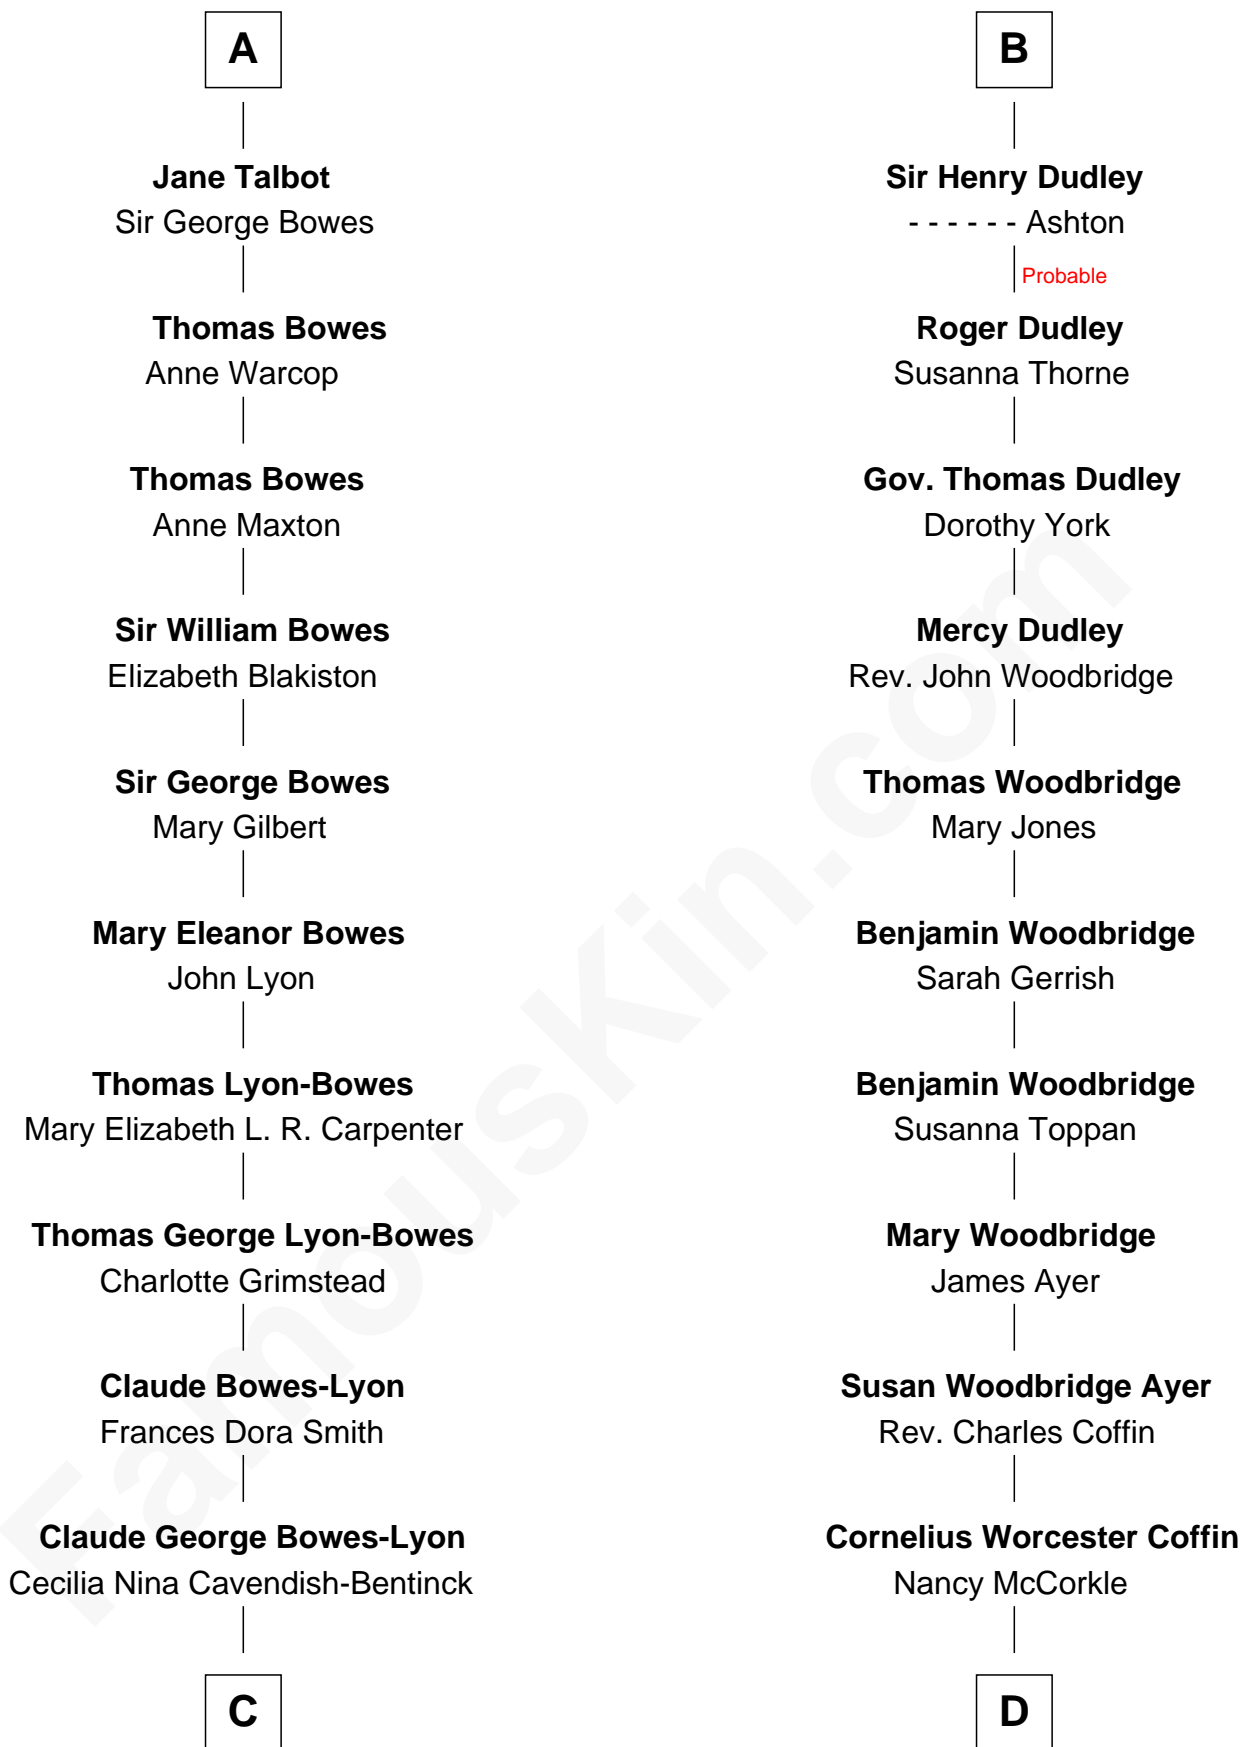 A
Jane Talbot
Sir George Bowes
Thomas Bowes
Anne Warcop
Thomas Bowes
Anne Maxton
Sir William Bowes
Elizabeth Blakiston
Sir George Bowes
Mary Gilbert
Mary Eleanor Bowes
John Lyon
Thomas Lyon-Bowes
Mary Elizabeth L. R. Carpenter
Thomas George Lyon-Bowes
Charlotte Grimstead
Claude Bowes-Lyon
Frances Dora Smith
Claude George Bowes-Lyon
Cecilia Nina Cavendish-Bentinck
C
B
Sir Henry Dudley
- - - - - - Ashton
Probable
Roger Dudley
Susanna Thorne
Gov. Thomas Dudley
Dorothy York
Mercy Dudley
Rev. John Woodbridge
Thomas Woodbridge
Mary Jones
Benjamin Woodbridge
Sarah Gerrish
Benjamin Woodbridge
Susanna Toppan
Mary Woodbridge
James Ayer
Susan Woodbridge Ayer
Rev. Charles Coffin
Cornelius Worcester Coffin
Nancy McCorkle
D
FamousKin.com